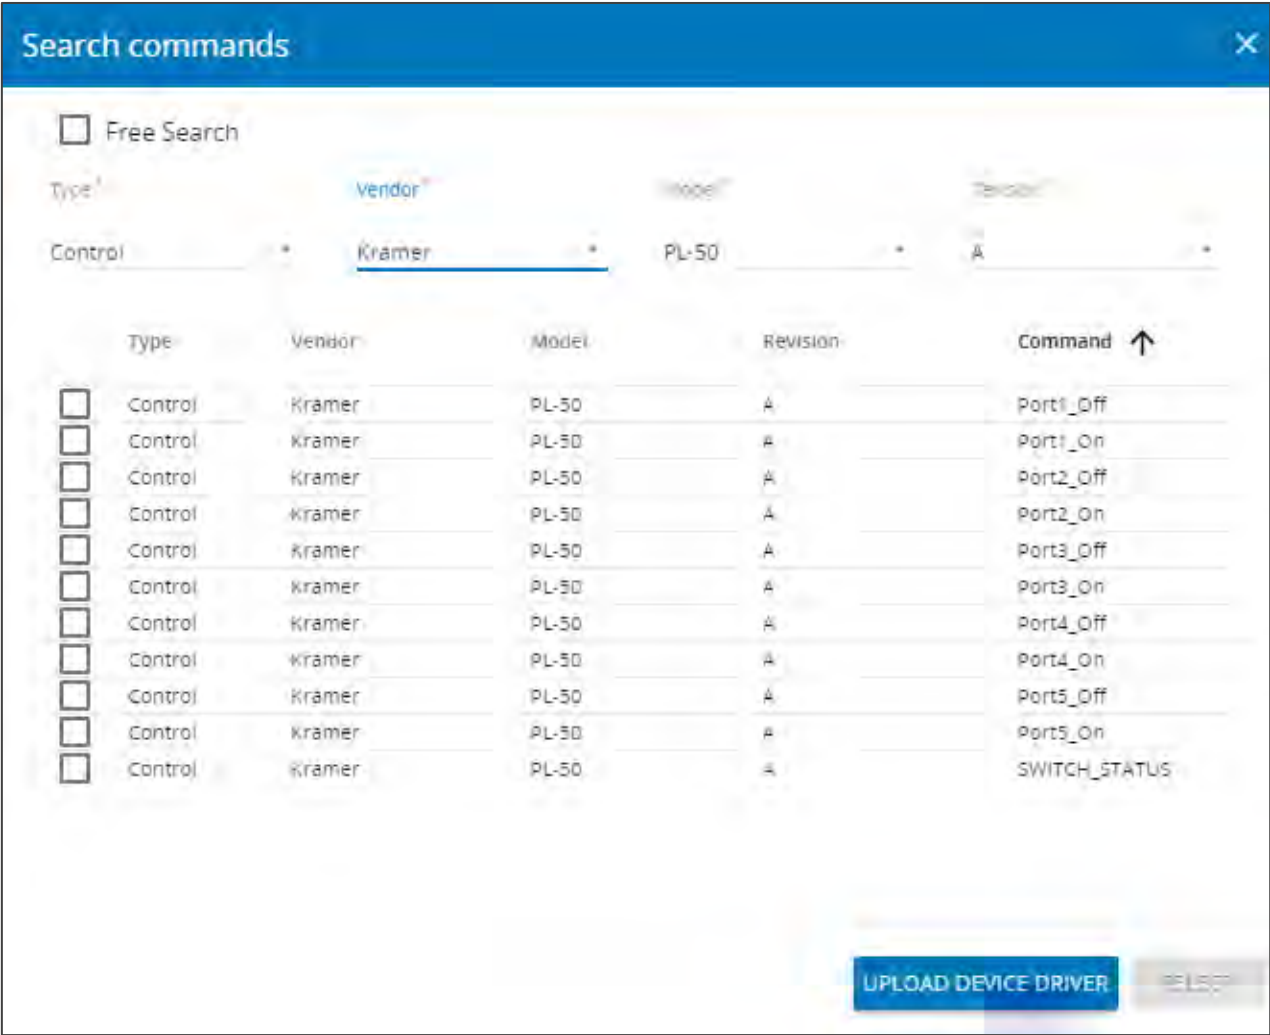 Search commands ×
Free Search
Type* Vendor* Model* Revision*
Control Kramer PL-50 A
Type Vendor Model Revision Command ↑
Control Kramer PL-50 A Port1_Off
Control Kramer PL-50 A Port1_On
Control Kramer PL-50 A Port2_Off
Control Kramer PL-50 A Port2_On
Control Kramer PL-50 A Port3_Off
Control Kramer PL-50 A Port3_On
Control Kramer PL-50 A Port4_Off
Control Kramer PL-50 A Port4_On
Control Kramer PL-50 A Port5_Off
Control Kramer PL-50 A Port5_On
Control Kramer PL-50 A SWITCH_STATUS
UPLOAD DEVICE DRIVER SELECT